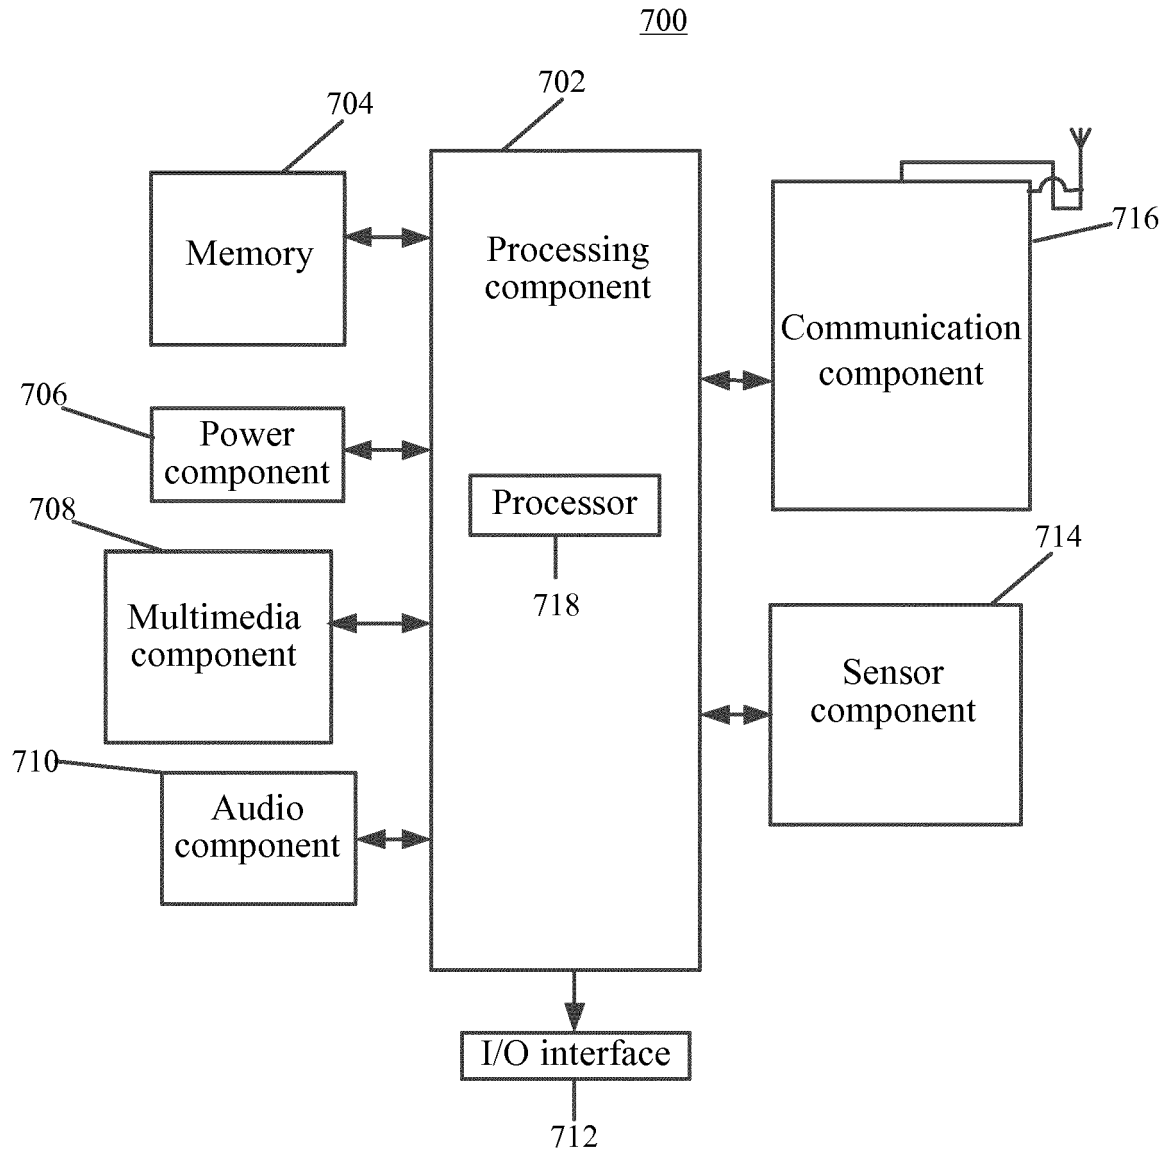 700
702
704
Memory
Processing
component
716
Communication
component
706
Power
component
Processor
718
708
Multimedia
component
714
Sensor
component
710
Audio
component
I/O interface
712